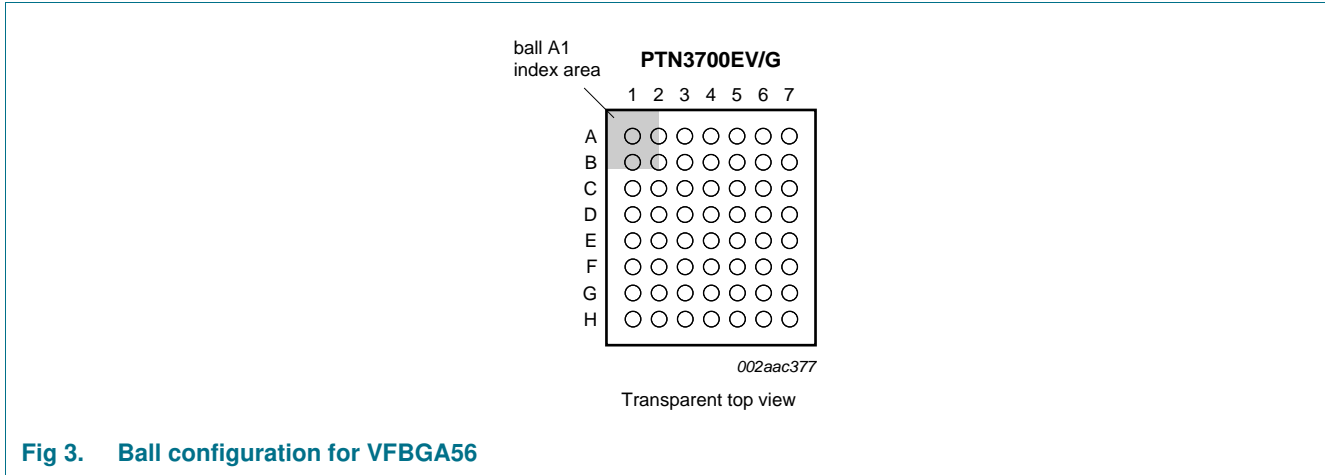 ball A1
index area
PTN3700EV/G
1 2 3 4 5 6 7
A
B
C
D
E
F
G
H
002aac377
Transparent top view
Fig 3. Ball configuration for VFBGA56